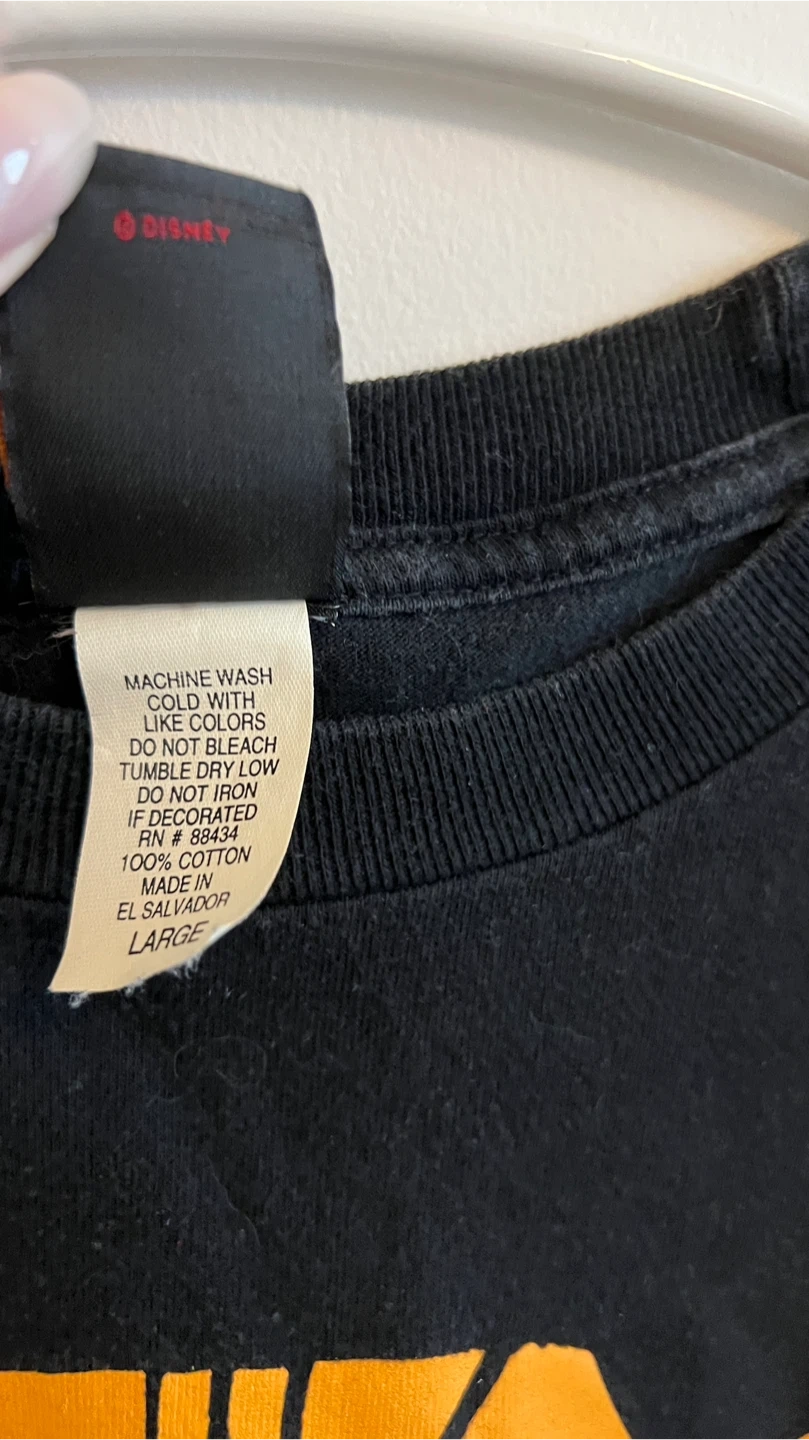 © DISNEY
MACHINE WASH
COLD WITH
LIKE COLORS
DO NOT BLEACH
TUMBLE DRY LOW
DO NOT IRON
IF DECORATED
RN # 88434
100% COTTON
MADE IN
EL SALVADOR
LARGE